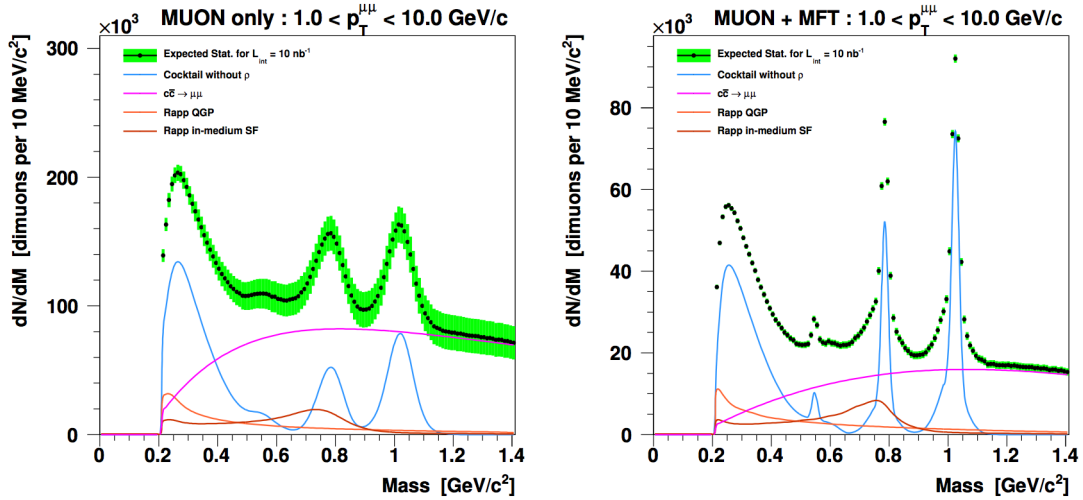 MUON only : 1.0 < p_T^μμ < 10.0 GeV/c
×10³
dN/dM [dimuons per 10 MeV/c²]
300
200
100
0
Expected Stat. for L_int = 10 nb⁻¹
Cocktail without ρ
cc̄ → μμ
Rapp QGP
Rapp in-medium SF
0 0.2 0.4 0.6 0.8 1 1.2 1.4
Mass [GeV/c²]
MUON + MFT : 1.0 < p_T^μμ < 10.0 GeV/c
×10³
dN/dM [dimuons per 10 MeV/c²]
80
60
40
20
0
Expected Stat. for L_int = 10 nb⁻¹
Cocktail without ρ
cc̄ → μμ
Rapp QGP
Rapp in-medium SF
0 0.2 0.4 0.6 0.8 1 1.2 1.4
Mass [GeV/c²]